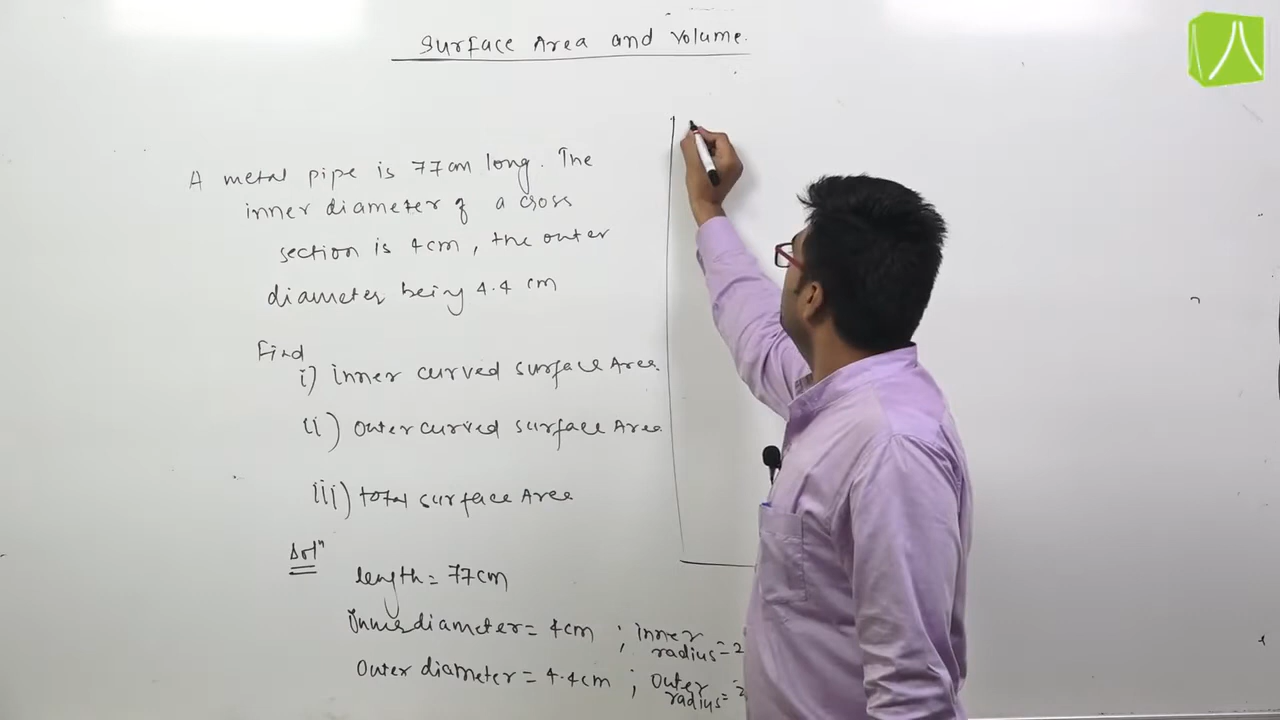 Surface Area and Volume.
A metal pipe is 77cm long. The
inner diameter of a cross
section is 4cm, the outer
diameter being 4.4 cm
Find
i) inner curved surface Area.
ii) outer curved surface Area.
iii) total surface Area
Solⁿ
length = 77cm
Inner diameter = 4cm ; inner radius = 2
Outer diameter = 4.4cm ; Outer radius = 2